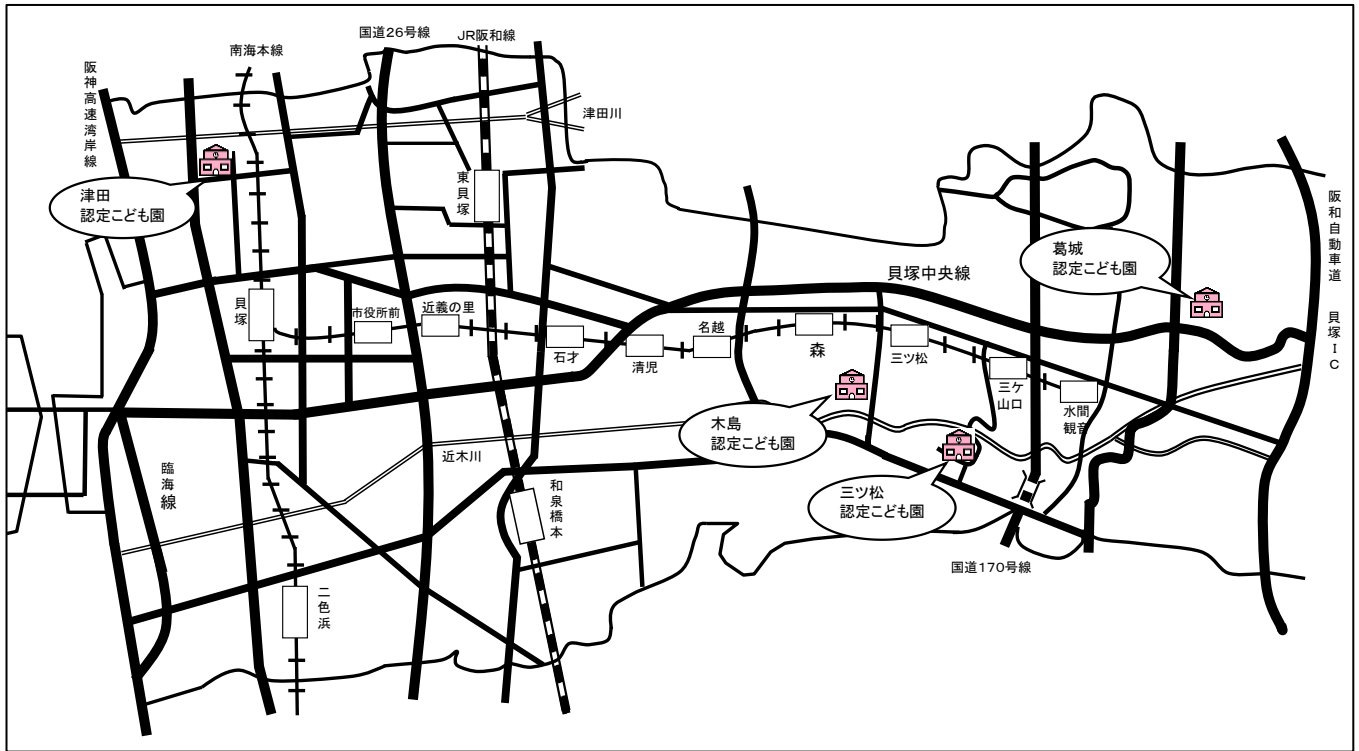 国道26号線
JR阪和線
南海本線
阪神高速湾岸線
津田川
東貝塚
津田
認定こども園
阪和自動車道　貝塚IC
葛城
認定こども園
貝塚中央線
貝塚
市役所前
近義の里
石才
清児
名越
森
三ツ松
三ケ
山口
水間
観音
木島
認定こども園
近木川
臨海線
和泉橋本
三ツ松
認定こども園
国道170号線
二色浜